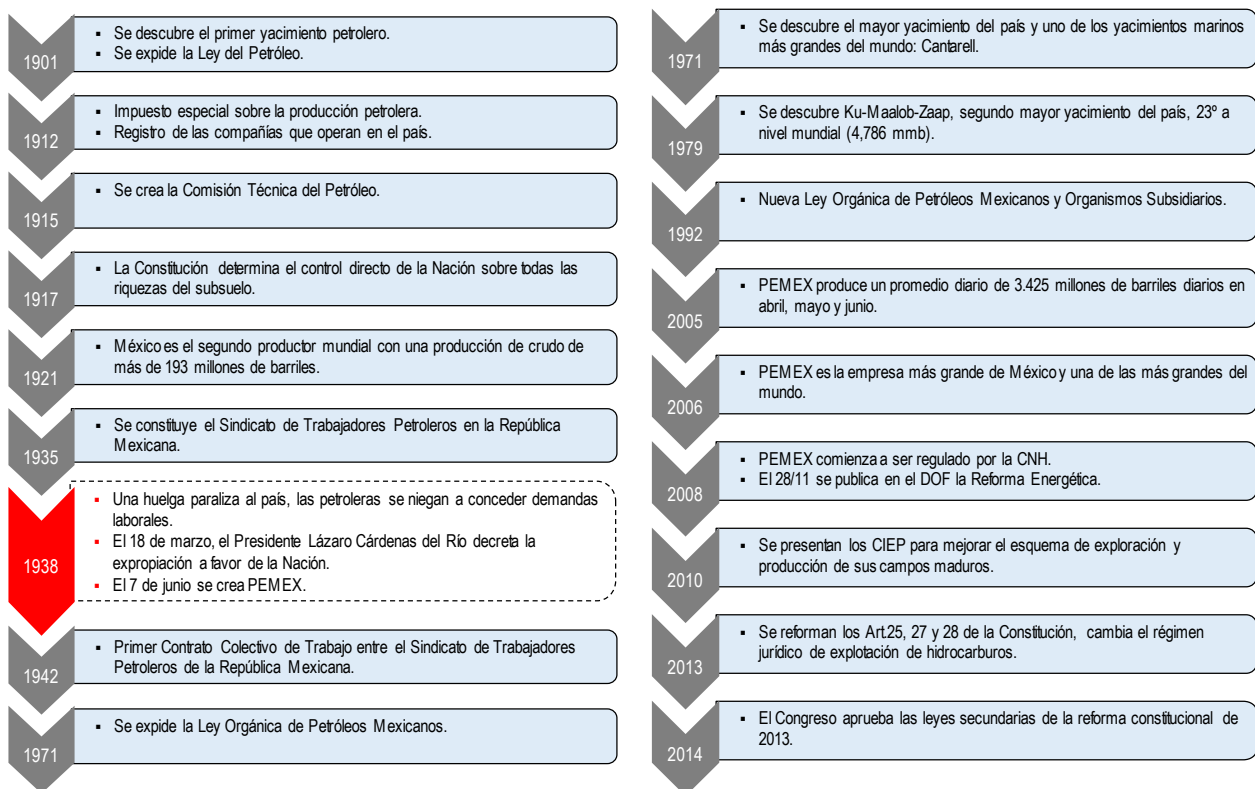 1901
▪ Se descubre el primer yacimiento petrolero.
▪ Se expide la Ley del Petróleo.
1912
▪ Impuesto especial sobre la producción petrolera.
▪ Registro de las compañías que operan en el país.
1915
▪ Se crea la Comisión Técnica del Petróleo.
1917
▪ La Constitución determina el control directo de la Nación sobre todas las
riquezas del subsuelo.
1921
▪ México es el segundo productor mundial con una producción de crudo de
más de 193 millones de barriles.
1935
▪ Se constituye el Sindicato de Trabajadores Petroleros en la República
Mexicana.
1938
▪ Una huelga paraliza al país, las petroleras se niegan a conceder demandas
laborales.
▪ El 18 de marzo, el Presidente Lázaro Cárdenas del Río decreta la
expropiación a favor de la Nación.
▪ El 7 de junio se crea PEMEX.
1942
▪ Primer Contrato Colectivo de Trabajo entre el Sindicato de Trabajadores
Petroleros de la República Mexicana.
1971
▪ Se expide la Ley Orgánica de Petróleos Mexicanos.
1971
▪ Se descubre el mayor yacimiento del país y uno de los yacimientos marinos
más grandes del mundo: Cantarell.
1979
▪ Se descubre Ku-Maalob-Zaap, segundo mayor yacimiento del país, 23º a
nivel mundial (4,786 mmb).
1992
▪ Nueva Ley Orgánica de Petróleos Mexicanos y Organismos Subsidiarios.
2005
▪ PEMEX produce un promedio diario de 3.425 millones de barriles diarios en
abril, mayo y junio.
2006
▪ PEMEX es la empresa más grande de México y una de las más grandes del
mundo.
2008
▪ PEMEX comienza a ser regulado por la CNH.
▪ El 28/11 se publica en el DOF la Reforma Energética.
2010
▪ Se presentan los CIEP para mejorar el esquema de exploración y
producción de sus campos maduros.
2013
▪ Se reforman los Art.25, 27 y 28 de la Constitución, cambia el régimen
jurídico de explotación de hidrocarburos.
2014
▪ El Congreso aprueba las leyes secundarias de la reforma constitucional de
2013.